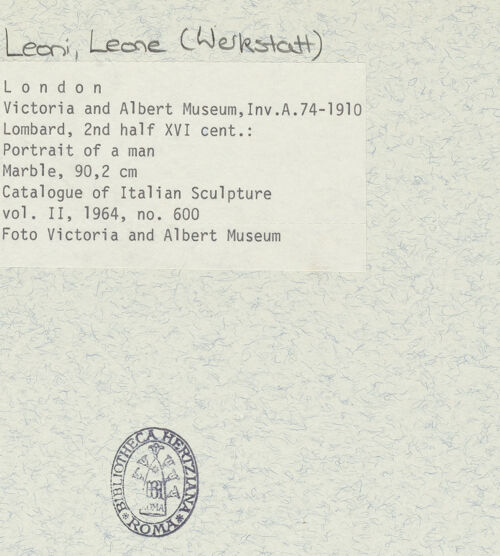 Leoni, Leone (Werkstatt)
London
Victoria and Albert Museum,Inv.A.74-1910
Lombard, 2nd half XVI cent.:
Portrait of a man
Marble, 90,2 cm
Catalogue of Italian Sculpture
vol. II, 1964, no. 600
Foto Victoria and Albert Museum
BIBLIOTHECA HERTZIANA
ROMA